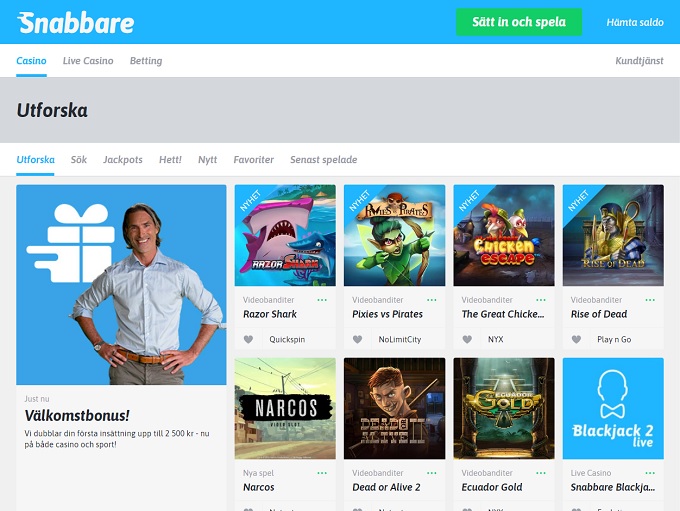 Snabbare
Sätt in och spela
Hämta saldo
Casino
Live Casino
Betting
Kundtjänst
Utforska
Utforska
Sök
Jackpots
Hett!
Nytt
Favoriter
Senast spelade
NYHET
RAZOR SHARK
NYHET
PIXIES vs PIRATES
NYHET
CHICKEN ESCAPE
NYHET
RISE OF DEAD
Videobanditer
Razor Shark
Quickspin
Videobanditer
Pixies vs Pirates
NoLimitCity
Videobanditer
The Great Chicke...
NYX
Videobanditer
Rise of Dead
Play n Go
Just nu
Välkomstbonus!
Vi dubblar din första insättning upp till 2 500 kr - nu
på både casino och sport!
NARCOS
VIDEO SLOT
DEAD OR ALIVE II
ECUADOR
GOLD
Blackjack 2
live
Nya spel
Narcos
Videobanditer
Dead or Alive 2
Videobanditer
Ecuador Gold
Live Casino
Snabbare Blackja...